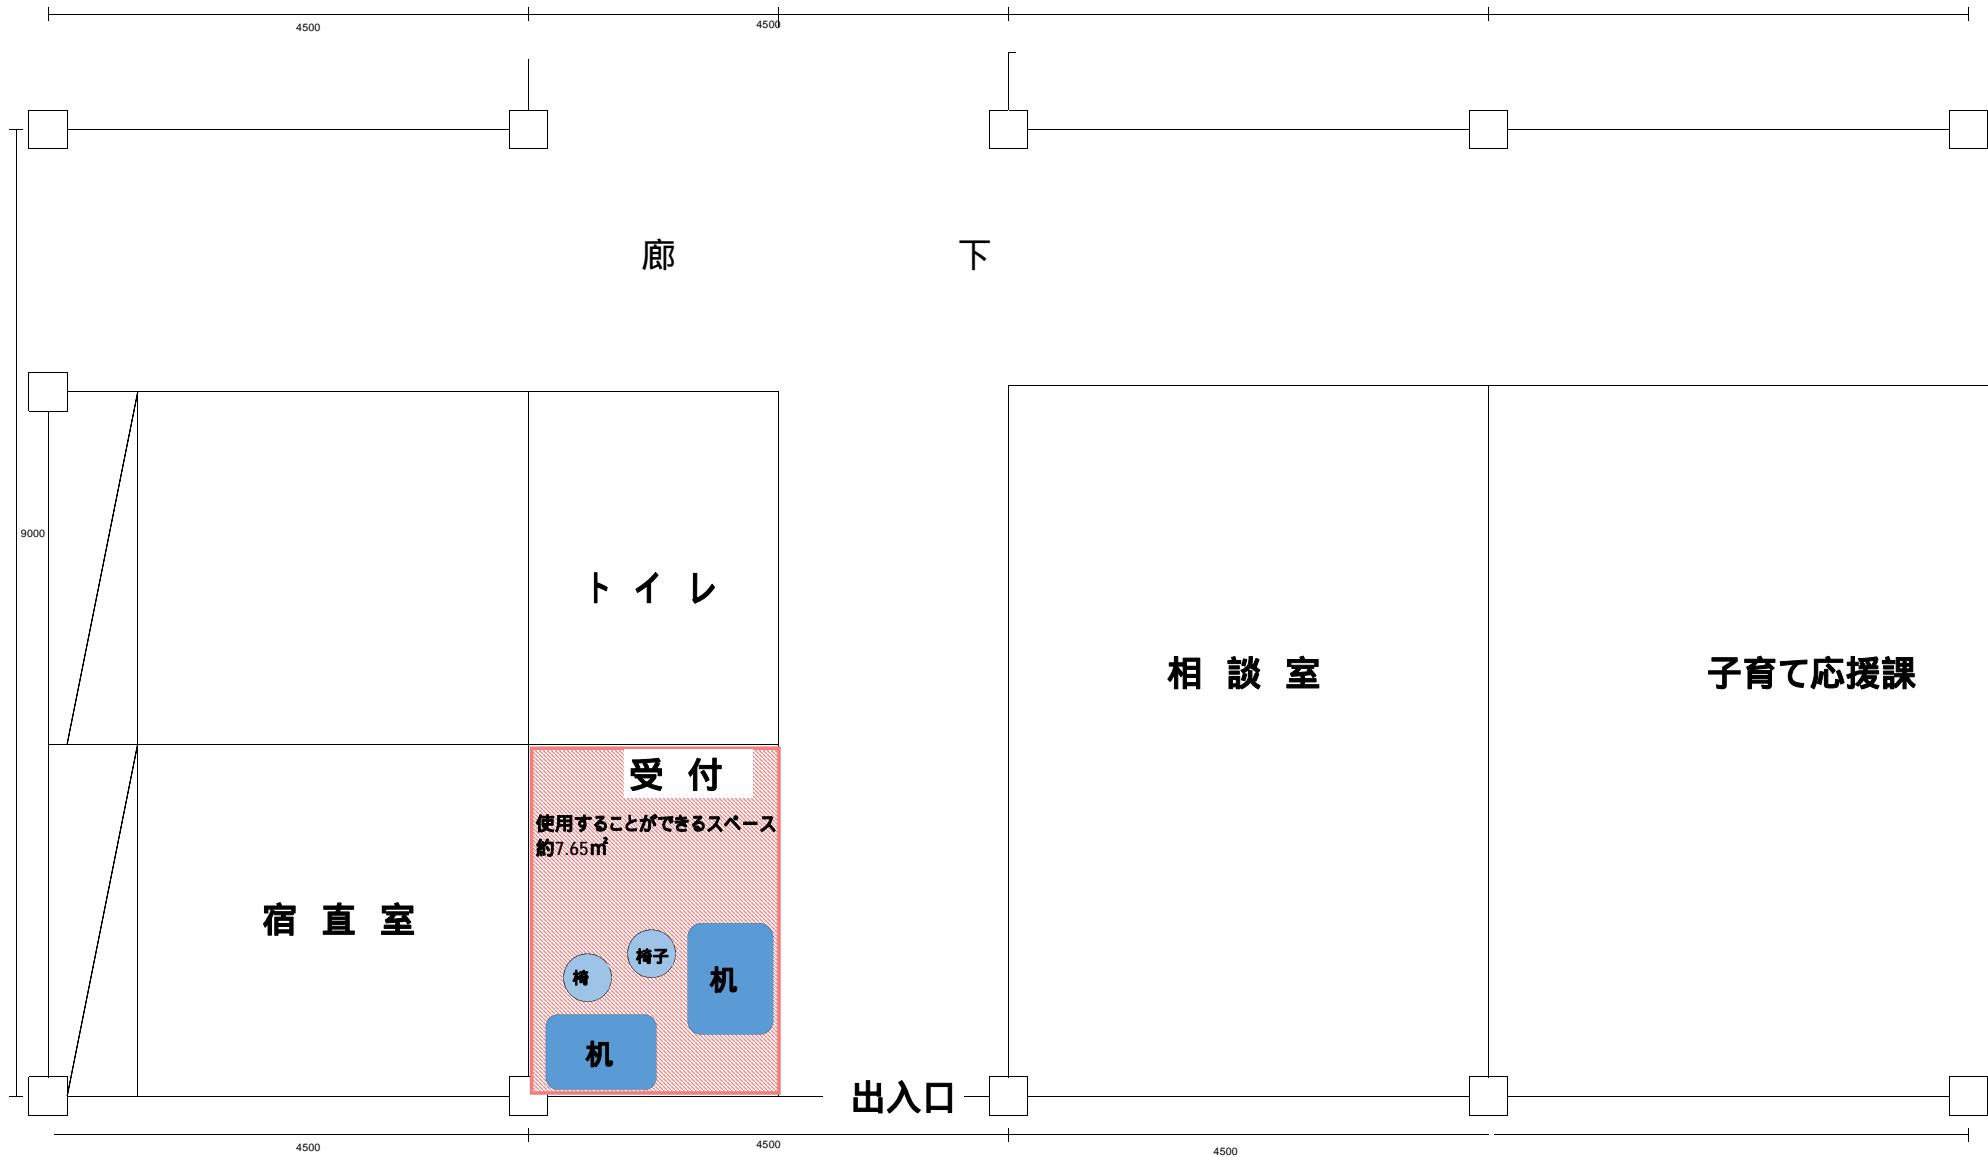 4500
4500
廊 下
9000
トイレ
相談室
子育て応援課
受付
使用することができるスペース
約7.65㎡
宿直室
椅子
椅
机
机
出入口
4500
4500
4500